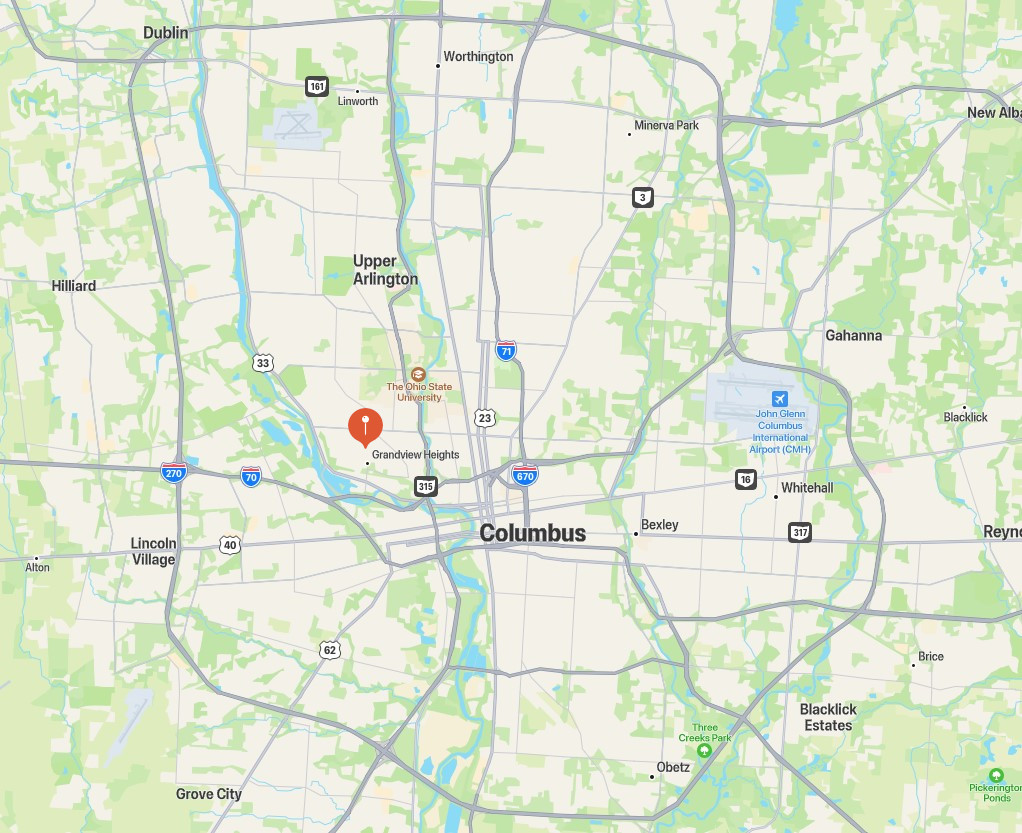 Dublin
Worthington
161
Linworth
New Alba
Minerva Park
3
Upper
Arlington
Hilliard
Gahanna
71
33
The Ohio State
University
John Glenn
Columbus
International
Airport (CMH)
Blacklick
23
Grandview Heights
270
70
315
670
16
Whitehall
Columbus
Bexley
317
Reyno
40
Lincoln
Village
Alton
62
Brice
Blacklick
Estates
Three
Creeks Park
Obetz
Pickerington
Ponds
Grove City